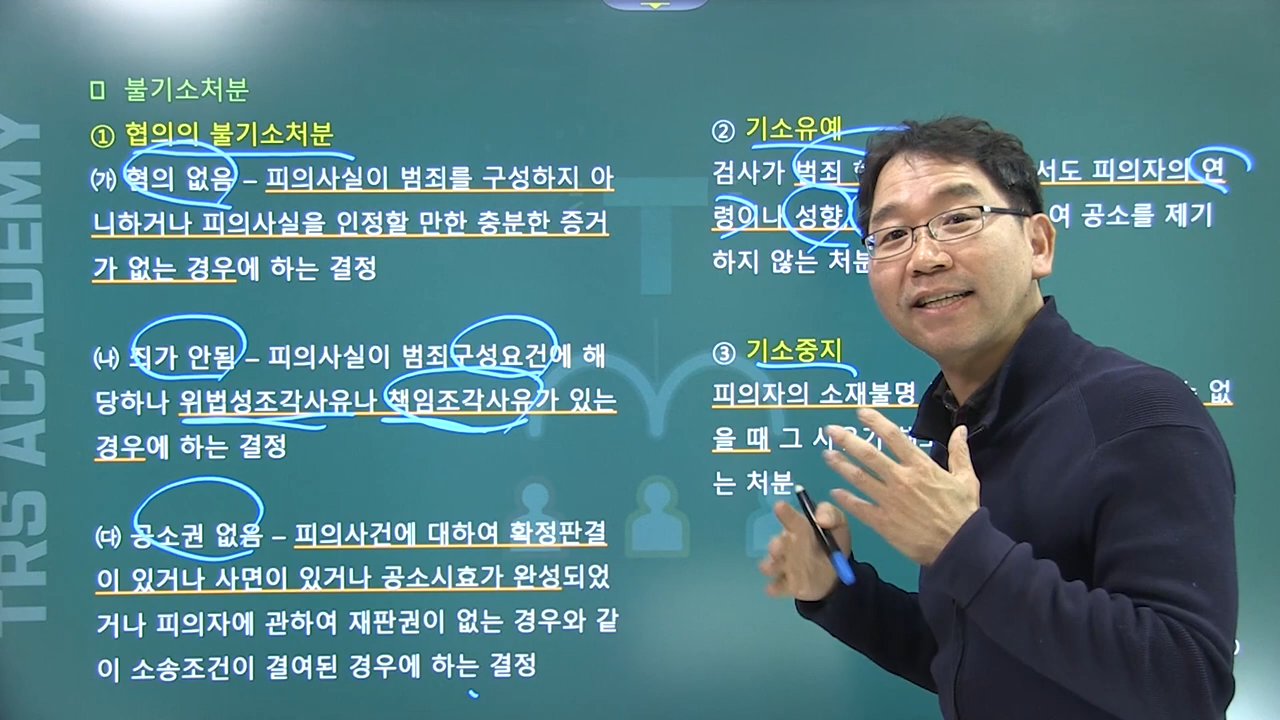 불기소처분
① 협의의 불기소처분
㈎ 혐의 없음 – 피의사실이 범죄를 구성하지 아
니하거나 피의사실을 인정할 만한 충분한 증거
가 없는 경우에 하는 결정
㈏ 죄가 안됨 – 피의사실이 범죄구성요건에 해
당하나 위법성조각사유나 책임조각사유가 있는
경우에 하는 결정
㈐ 공소권 없음 – 피의사건에 대하여 확정판결
이 있거나 사면이 있거나 공소시효가 완성되었
거나 피의자에 관하여 재판권이 없는 경우와 같
이 소송조건이 결여된 경우에 하는 결정
② 기소유예
검사가 범죄 서도 피의자의 연
령이나 성향 여 공소를 제기
하지 않는 처분
③ 기소중지
피의자의 소재불명 없
을 때 그
는 처분
TRS ACADEMY